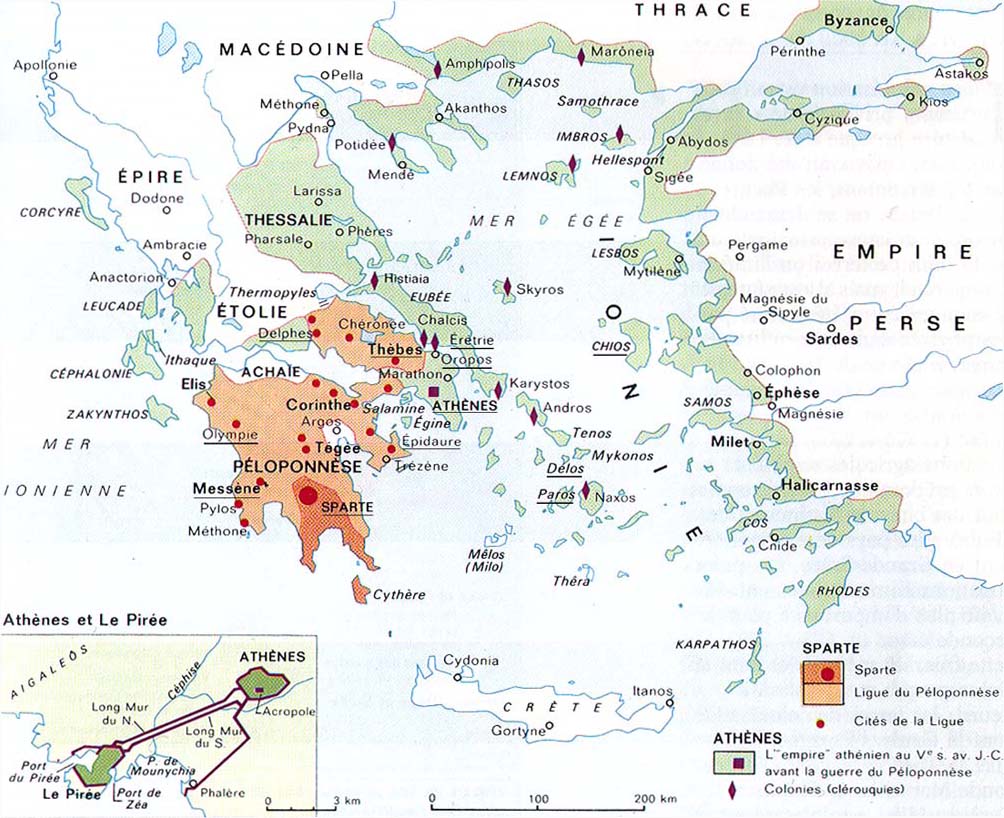 THRACE
Byzance
MACÉDOINE
Périnthe
Apollonie
Amphipolis
Marôneia
Pella
THASOS
Astakos
Méthone
Akanthos
Samothrace
Kios
Pydna
Cyzique
Potidée
IMBROS
Abydos
Mendé
Hellespont
ÉPIRE
LEMNOS
Sigée
Dodone
Larissa
CORCYRE
THESSALIE
MER ÉGÉE
Ambracie
Pharsale
Phères
LESBOS
Pergame
EMPIRE
Anactorion
Mytilène
Histiaia
Thermopyles
EUBÉE
Skyros
LEUCADE
ÉTOLIE
Magnésie du
Sipyle
PERSE
Delphes
Chéronée
Chalcis
Sardes
Érétrie
CHIOS
Ithaque
Thèbes
Oropos
CÉPHALONIE
ACHAÏE
Marathon
Colophon
Elis
Karystos
Éphèse
Corinthe
Salamine
ATHÈNES
SAMOS
Magnésie
ZAKYNTHOS
Argos
Égine
Andros
Olympie
Tenos
MER
Tégée
Épidaure
Mykonos
Milet
PÉLOPONNÈSE
Trézène
Délos
IONIENNE
Messène
Paros
Naxos
Halicarnasse
Pylos
SPARTE
IONIE
Méthone
COS
Mêlos
(Milo)
Cnide
Thêra
Cythère
RHODES
KARPATHOS
Cydonia
Itanos
CRÈTE
Gortyne
Athènes et Le Pirée
AIGALEÔS
Céphise
ATHÈNES
Long Mur
du N.
Acropole
Long Mur
du S.
Port
du Pirée
P. de
Mounychia
Le Pirée
Port de
Zéa
Phalère
0 3 km
0 100 200 km
SPARTE
Sparte
Ligue du Péloponnèse
Cités de la Ligue
ATHÈNES
L'"empire" athénien au Ve s. av. J.-C.
avant la guerre du Péloponnèse
Colonies (clérouquies)